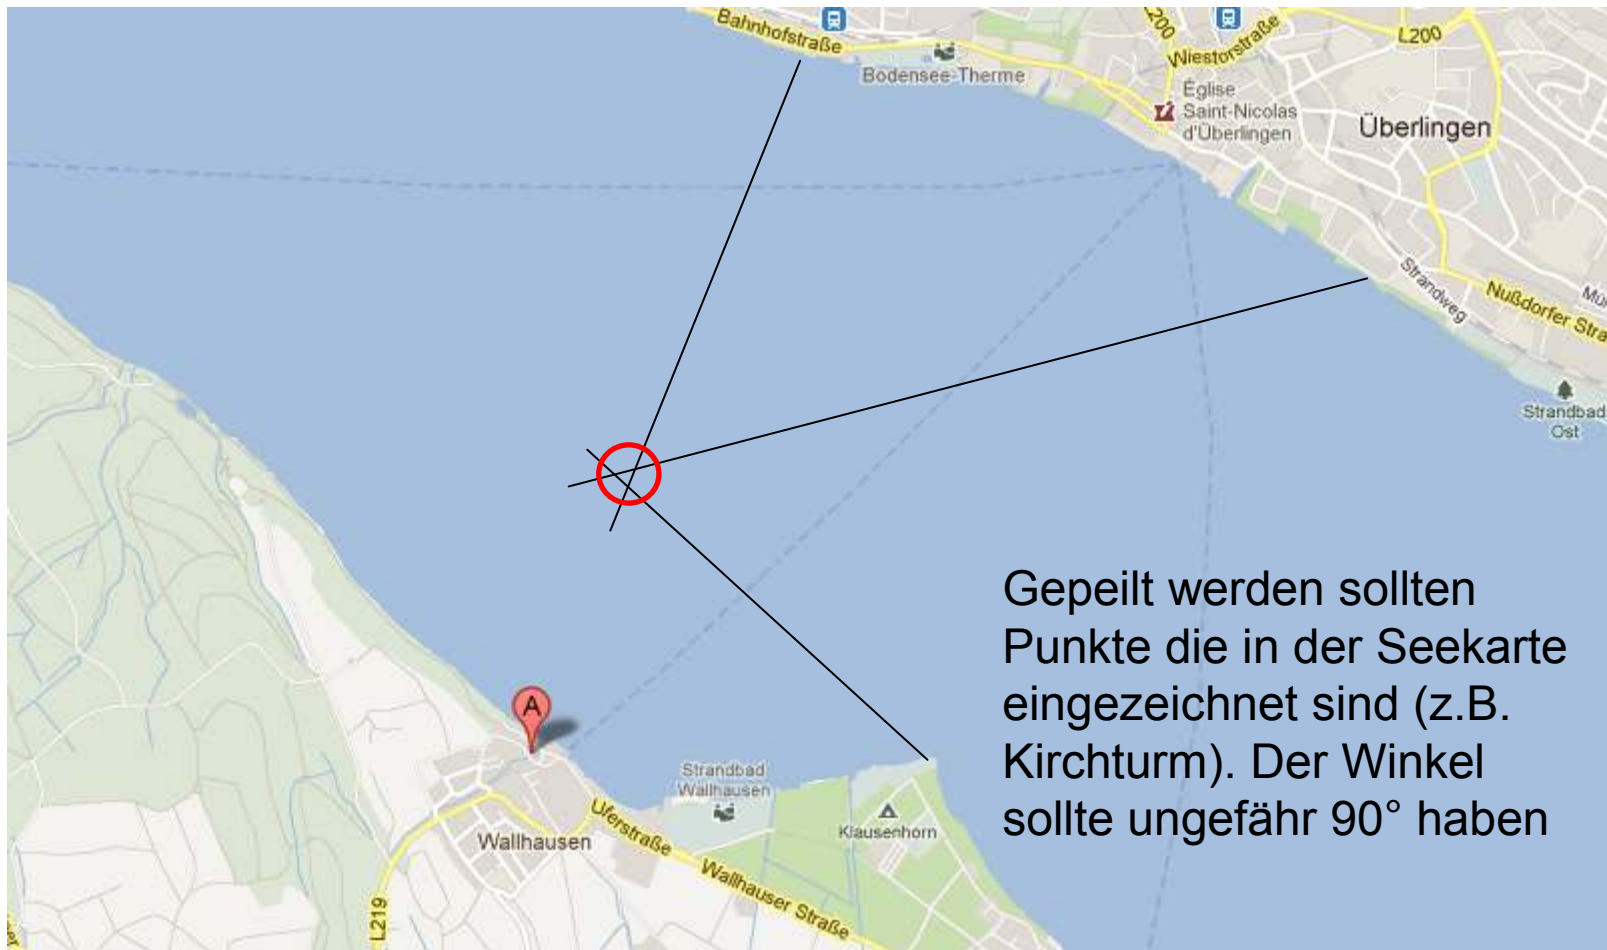 Bahnhofstraße
Bodensee-Therme
200
Wiestorstraße
L200
Église
Saint-Nicolas
d'Überlingen
Überlingen
Strandweg
Nußdorfer Stra
Strandbad
Ost
A
Strandbad
Wallhausen
Klausenhorn
Uferstraße
Wallhausen
Wallhauser Straße
L219
Gepeilt werden sollten
Punkte die in der Seekarte
eingezeichnet sind (z.B.
Kirchturm). Der Winkel
sollte ungefähr 90° haben